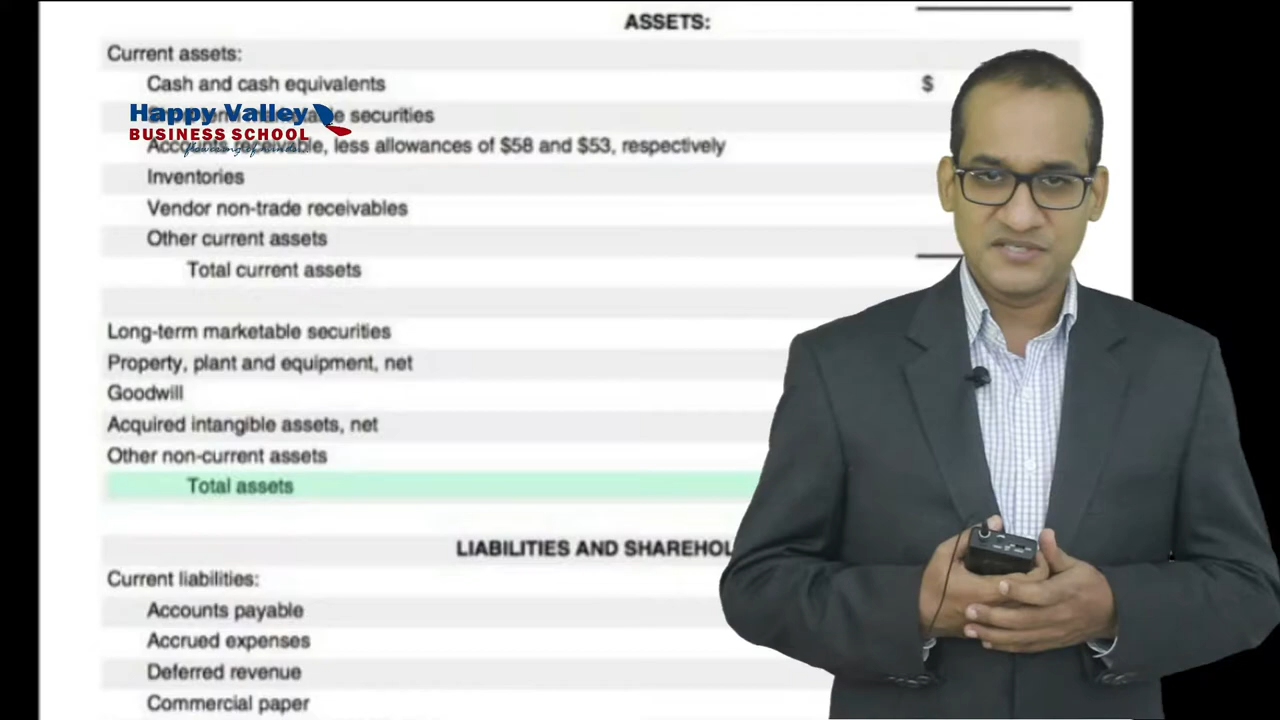 ASSETS:
Current assets:
Cash and cash equivalents
$
Happy Valley
securities
BUSINESS SCHOOL
Accounts receivable, less allowances of $58 and $53, respectively
Inventories
Vendor non-trade receivables
Other current assets
Total current assets
Long-term marketable securities
Property, plant and equipment, net
Goodwill
Acquired intangible assets, net
Other non-current assets
Total assets
LIABILITIES AND SHAREHOL
Current liabilities:
Accounts payable
Accrued expenses
Deferred revenue
Commercial paper